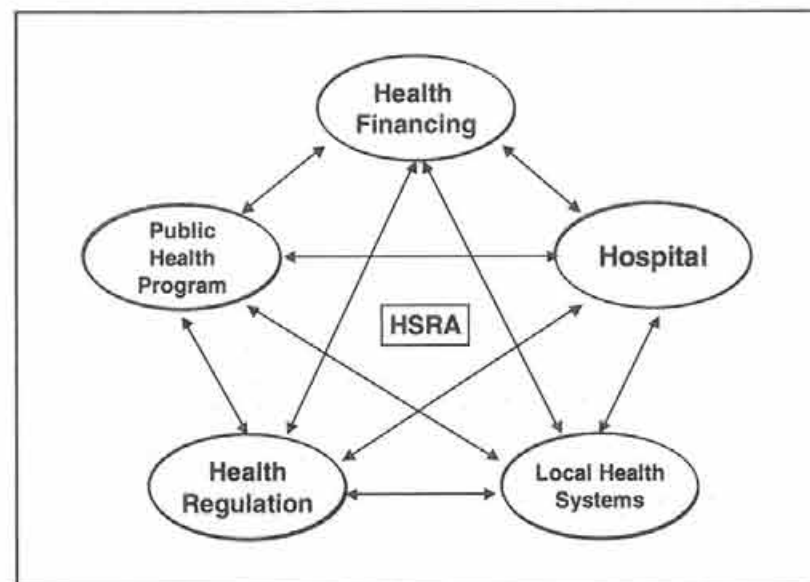 Health
Financing
Public
Health
Program
Hospital
HSRA
Health
Regulation
Local Health
Systems